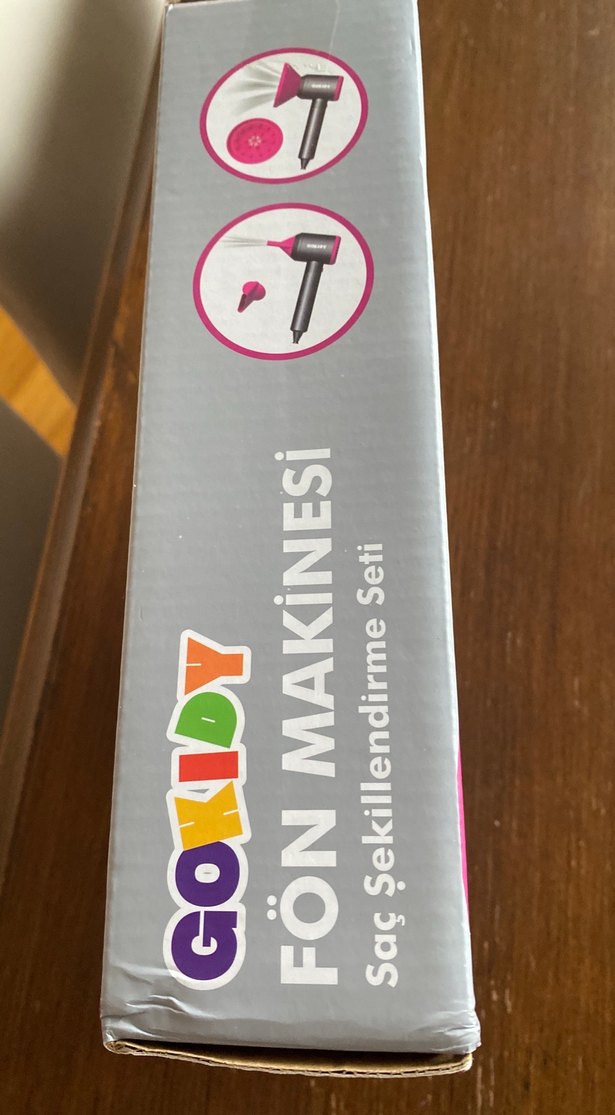 GOKIDY
FÖN MAKİNESİ
Saç Şekillendirme Seti